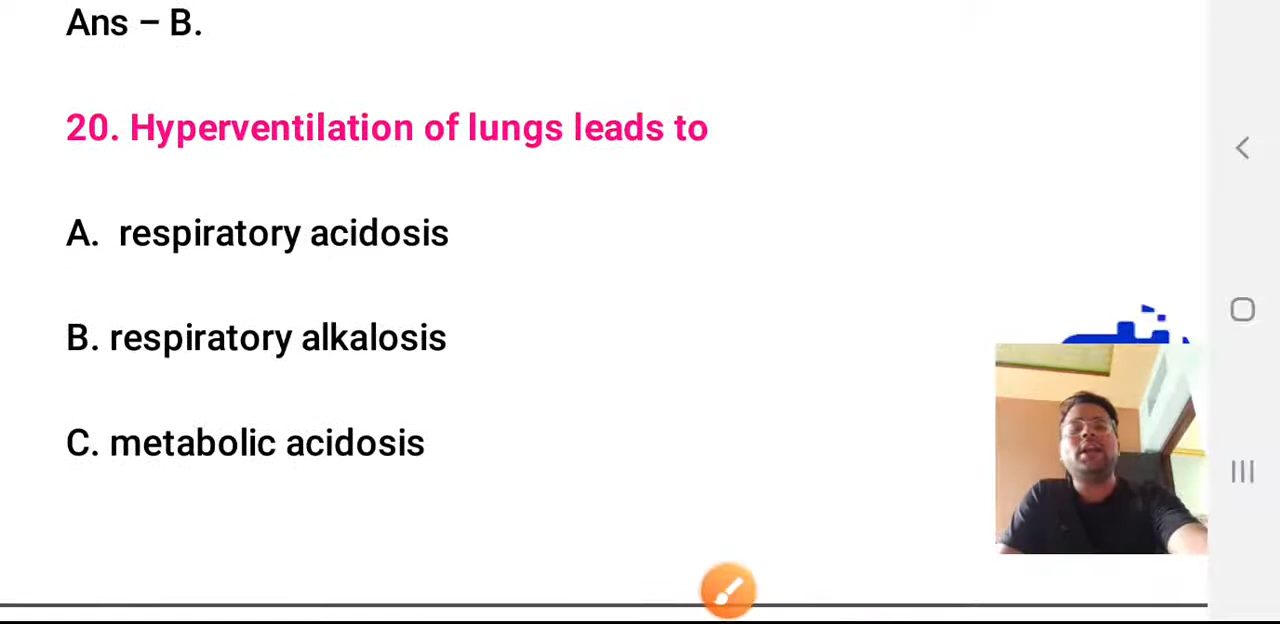 Ans – B.
20. Hyperventilation of lungs leads to
A. respiratory acidosis
B. respiratory alkalosis
C. metabolic acidosis